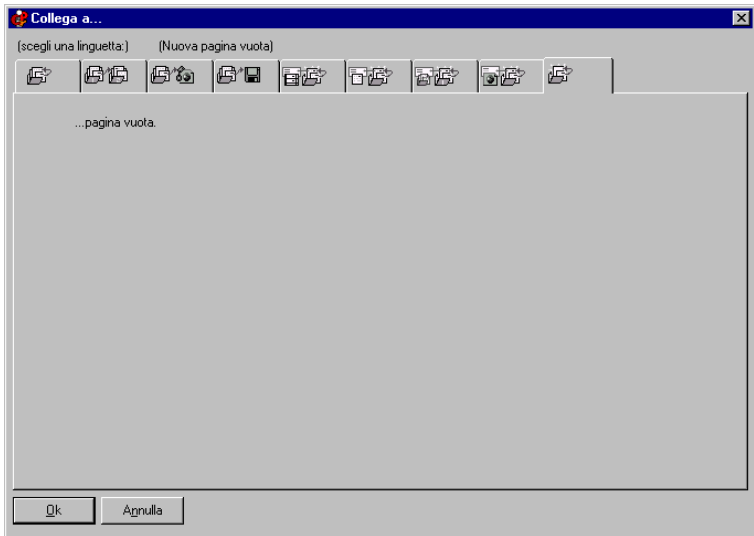 Collega a...
(scegli una linguetta:) (Nuova pagina vuota)
...pagina vuota.
Ok Annulla